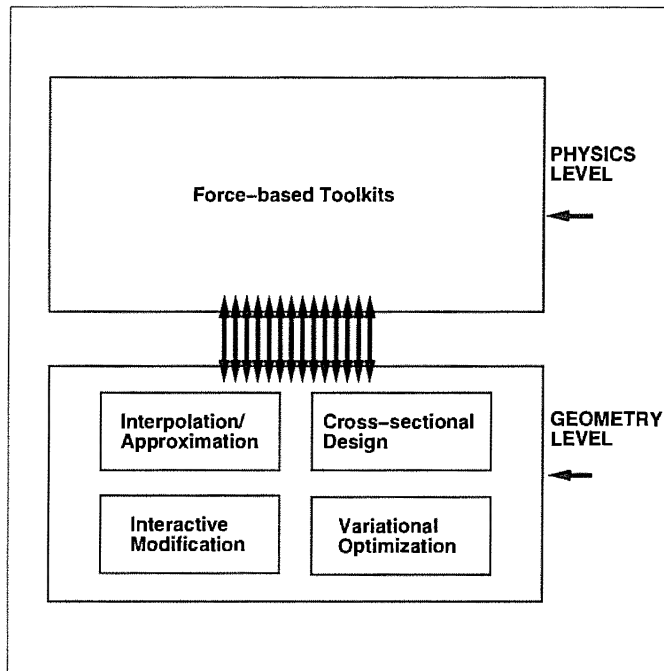 Force-based Toolkits
PHYSICS
LEVEL
Interpolation/
Approximation
Cross-sectional
Design
GEOMETRY
LEVEL
Interactive
Modification
Variational
Optimization